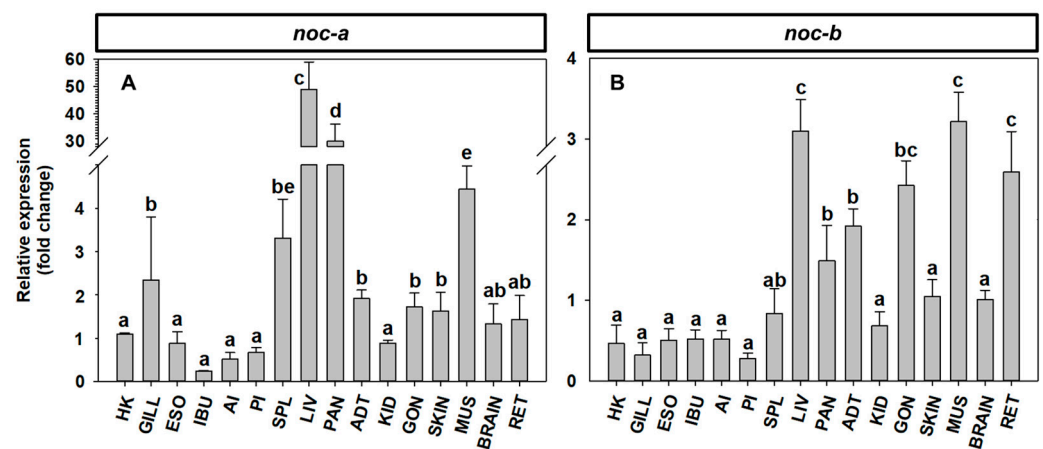 noc-a
noc-b
A
B
Relative expression
(fold change)
60
50
40
30
4
3
2
1
0
a
b
a
a
a
a
be
c
d
b
a
b
b
e
ab
ab
HK
GILL
ESO
IBU
AI
PI
SPL
LIV
PAN
ADT
KID
GON
SKIN
MUS
BRAIN
RET
4
3
2
1
0
a
a
a
a
a
a
ab
c
b
b
a
bc
a
c
a
c
HK
GILL
ESO
IBU
AI
PI
SPL
LIV
PAN
ADT
KID
GON
SKIN
MUS
BRAIN
RET